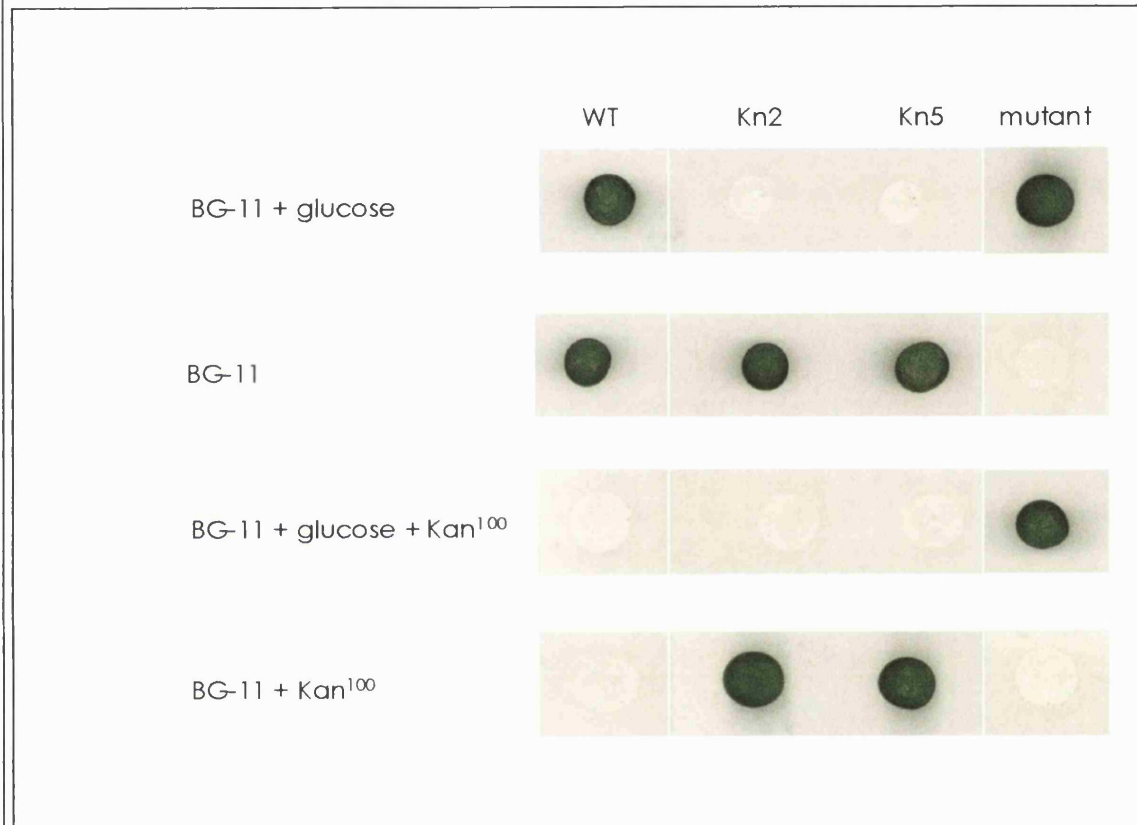 WT Kn2 Kn5 mutant
BG-11 + glucose
BG-11
BG-11 + glucose + Kan¹⁰⁰
BG-11 + Kan¹⁰⁰